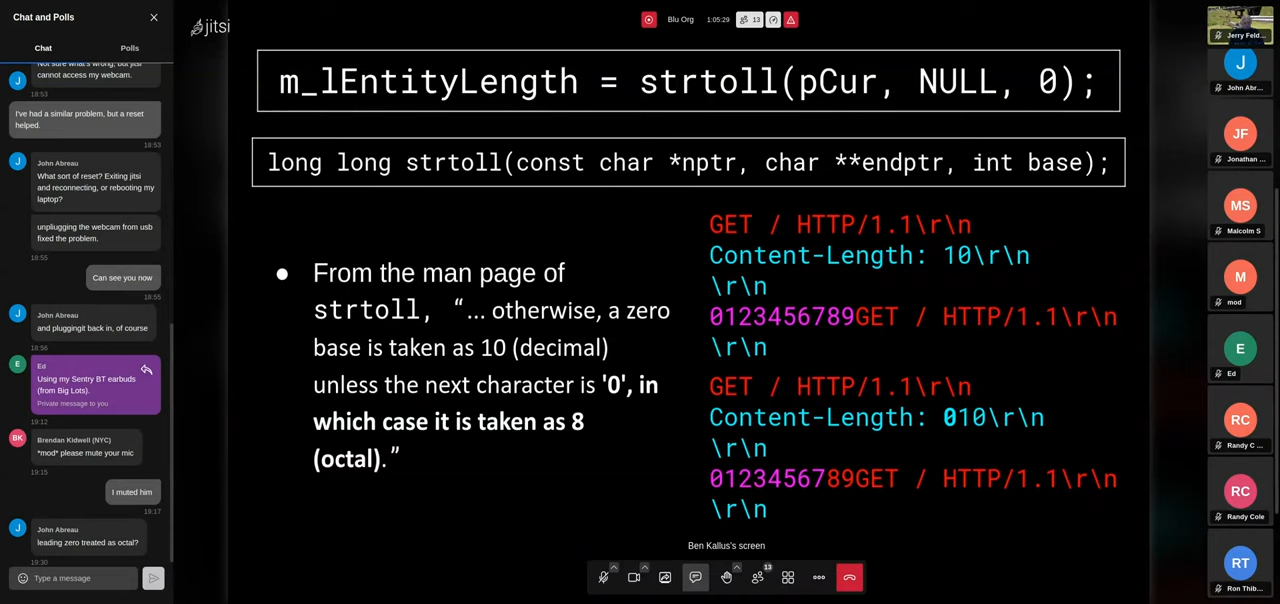 Chat and Polls
Chat
Polls
Not sure what's wrong, but jitsi
cannot access my webcam.
J
18:53
I've had a similar problem, but a reset
helped.
18:53
J
John Abreau
What sort of reset? Exiting jitsi
and reconnecting, or rebooting my
laptop?
unpligging the webcam from usb
fixed the problem.
18:55
Can see you now
18:55
J
John Abreau
and pluggingit back in, of course
18:56
E
Ed
Using my Sentry BT earbuds
(from Big Lots).
Private message to you
19:12
BK
Brendan Kidwell (NYC)
*mod* please mute your mic
19:15
I muted him
19:17
J
John Abreau
leading zero treated as octal?
19:30
Type a message
jitsi
Blu Org
1:05:29
13
m_lEntityLength = strtoll(pCur, NULL, 0);
long long strtoll(const char *nptr, char **endptr, int base);
● From the man page of
strtoll, “... otherwise, a zero
base is taken as 10 (decimal)
unless the next character is '0', in
which case it is taken as 8
(octal).”
GET / HTTP/1.1\r\n
Content-Length: 10\r\n
\r\n
0123456789GET / HTTP/1.1\r\n
\r\n
GET / HTTP/1.1\r\n
Content-Length: 010\r\n
\r\n
0123456789GET / HTTP/1.1\r\n
\r\n
Ben Kallus's screen
13
Jerry Feld...
J
John Abr...
JF
Jonathan ...
MS
Malcolm S
M
mod
E
Ed
RC
Randy C ...
RC
Randy Cole
RT
Ron Thib...